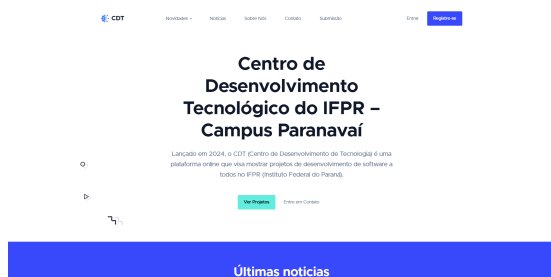 CDT
Novidades
Notícias
Sobre Nós
Contato
Submissão
Entrar
Registre-se
Centro de
Desenvolvimento
Tecnológico do IFPR –
Campus Paranavaí
Lançado em 2024, o CDT (Centro de Desenvolvimento de Tecnologia) é uma
plataforma online que visa mostrar projetos de desenvolvimento de software a
todos no IFPR (Instituto Federal do Paraná).
Ver Projetos
Entre em Contato
Últimas noticias